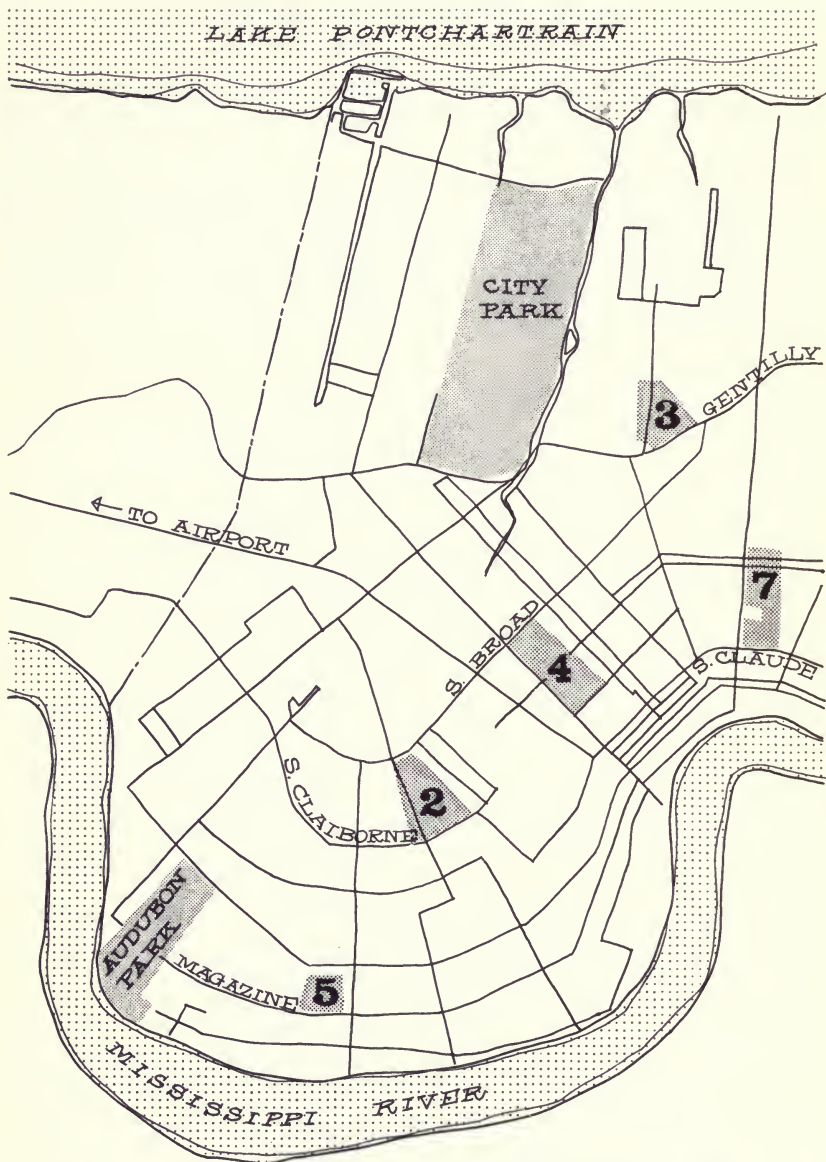 LAKE PONTCHARTRAIN
CITY
PARK
GENTILLY
3
← TO AIRPORT
7
S. BROAD
4
S. CLAUDE
S. CLAIBORNE
2
AUDUBON
PARK
MAGAZINE
5
MISSISSIPPI RIVER